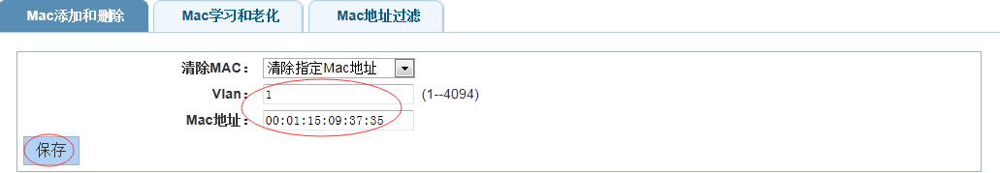 Mac添加和删除 Mac学习和老化 Mac地址过滤
清除MAC： 清除指定Mac地址
Vlan： 1 (1--4094)
Mac地址： 00:01:15:09:37:35
保存